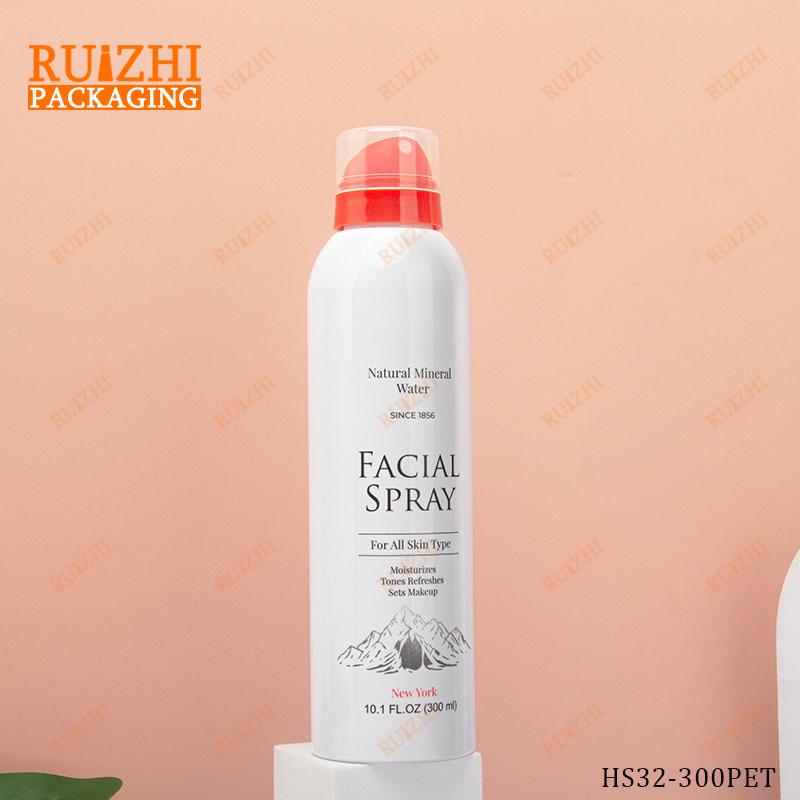 RUIZHI
PACKAGING
Natural Mineral
Water
SINCE 1856
FACIAL
SPRAY
For All Skin Type
Moisturizes
Tones Refreshes
Sets Makeup
New York
10.1 FL.OZ (300 ml)
HS32-300PET